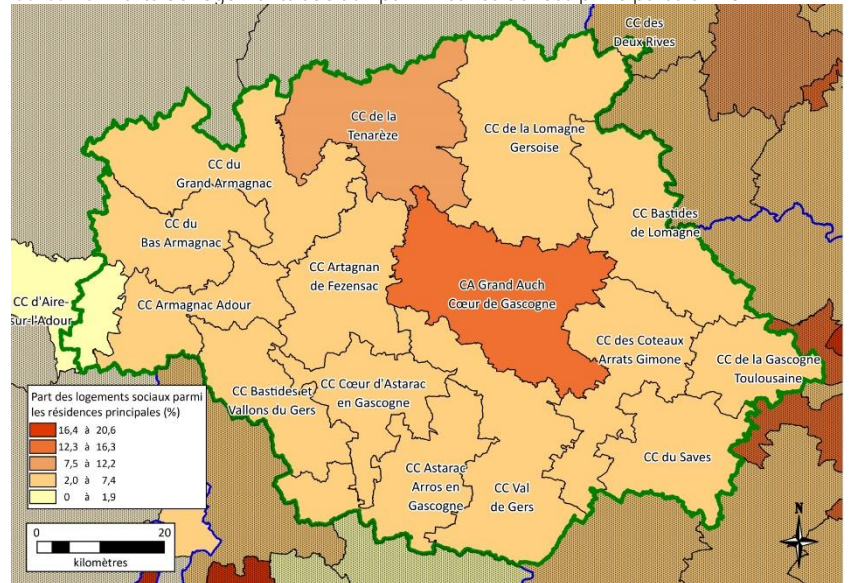 CC des
Deux Rives
CC de la
Tenarèze
CC de la Lomagne
Gersoise
CC du
Grand Armagnac
CC Bastides
de Lomagne
CC du
Bas Armagnac
CC Artagnan
de Fezensac
CA Grand Auch
Cœur de Gascogne
CC d'Aire-
sur-l'Adour
CC Armagnac Adour
CC des Coteaux
Arrats Gimone
CC de la Gascogne
Toulousaine
CC Bastides et
Vallons du Gers
CC Cœur d'Astarac
en Gascogne
CC du Saves
CC Astarac
Arros en
Gascogne
CC Val
de Gers
Part des logements sociaux parmi
les résidences principales (%)
16,4 à 20,6
12,3 à 16,3
7,5 à 12,2
2,0 à 7,4
0 à 1,9
0 20
kilomètres
N